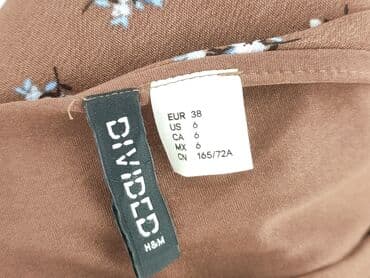 DIVIDED
H&M
EUR 38
US 6
CA 6
MX 6
CN 165/72A